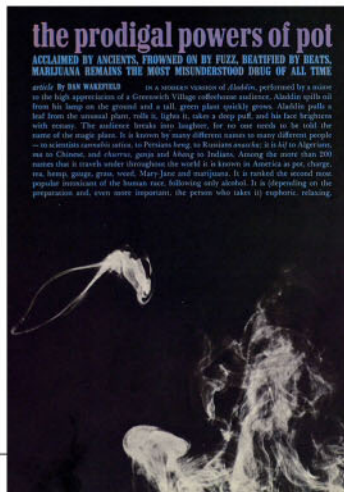 the prodigal powers of pot
ACCLAIMED BY ANCIENTS, FROWNED ON BY FUZZ, BEATIFIED BY BEATS,
MARIJUANA REMAINS THE MOST MISUNDERSTOOD DRUG OF ALL TIME
article By DAN WAKEFIELD IN A MODERN VERSION of Aladdin, performed by a mime
to the high appreciation of a Greenwich Village coffeehouse audience, Aladdin spills oil
from his lamp on the ground and a tall, green plant quickly grows. Aladdin pulls a
leaf from the unusual plant, rolls it, lights it, takes a deep puff, and his face brightens
with ecstasy. The audience breaks into laughter, for no one needs to be told the
name of the magic plant. It is known by many different names to many different people
— to scientists cannabis sativa, to Persians beng, to Russians anascha; it is kif to Algerians,
ma to Chinese, and charras, ganja and bhang to Indians. Among the more than 200
names that it travels under throughout the world it is known in America as pot, charge,
tea, hemp, gauge, grass, weed, Mary-Jane and marijuana. It is ranked the second most
popular intoxicant of the human race, following only alcohol. It is (depending on the
preparation and, even more important, the person who takes it) euphoric, relaxing,